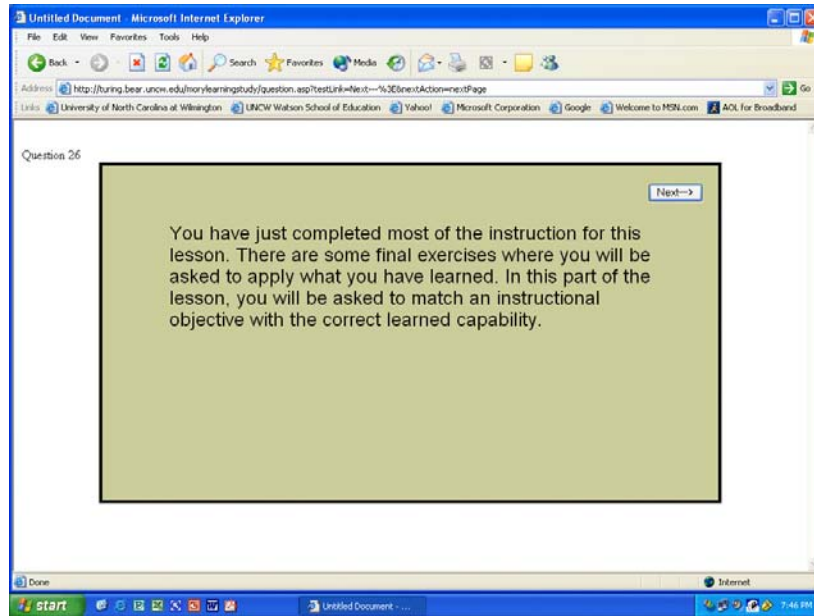 Untitled Document - Microsoft Internet Explorer
File Edit View Favorites Tools Help
Back Search Favorites Media
Address http://turing.bear.uncw.edu/morylearningstudy/question.asp?testLink=Next---%3E&nextAction=nextPage Go
Links University of North Carolina at Wilmington UNCW Watson School of Education Yahoo! Microsoft Corporation Google Welcome to MSN.com AOL for Broadband
Question 26
Next-->
You have just completed most of the instruction for this
lesson. There are some final exercises where you will be
asked to apply what you have learned. In this part of the
lesson, you will be asked to match an instructional
objective with the correct learned capability.
Done Internet
start Untitled Document - ... 7:46 PM